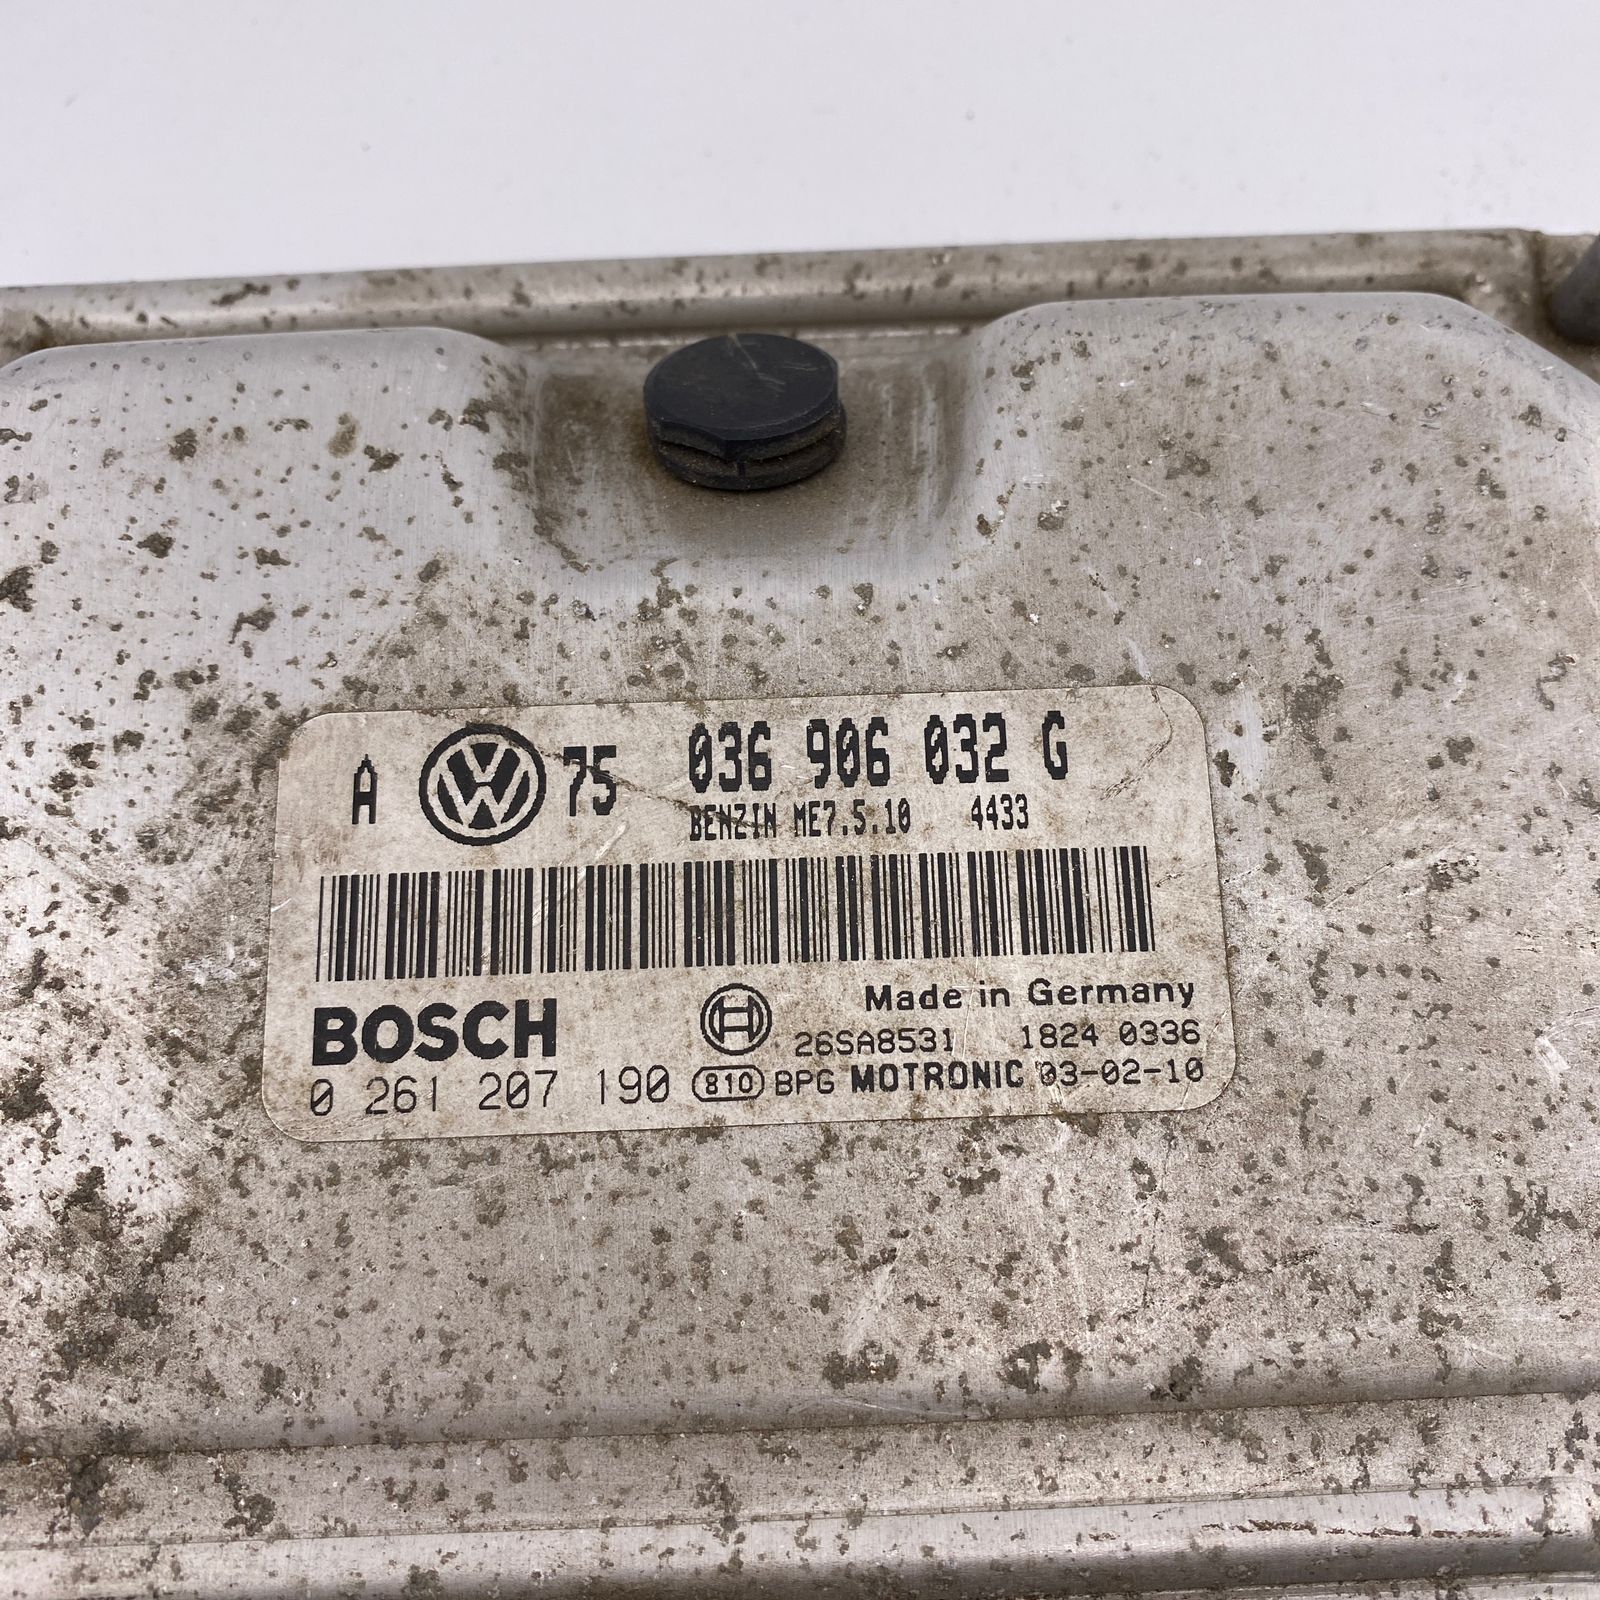 A VW 75 036 906 032 G
BENZIN ME7.5.10 4433
BOSCH
Made in Germany
26SA8531 1824 0336
0 261 207 190 810 BPG MOTRONIC 03-02-10